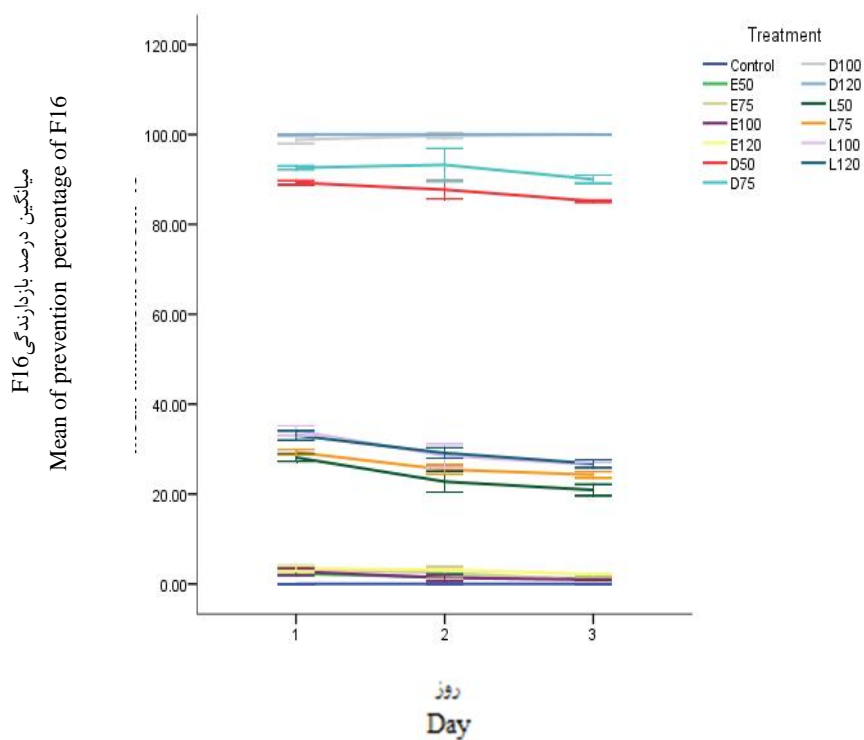 میانگین درصد بازدارندگی F16
Mean of prevention percentage of F16
120.00
100.00
80.00
60.00
40.00
20.00
0.00
1 2 3
روز
Day
Treatment
Control
E50
E75
E100
E120
D50
D75
D100
D120
L50
L75
L100
L120